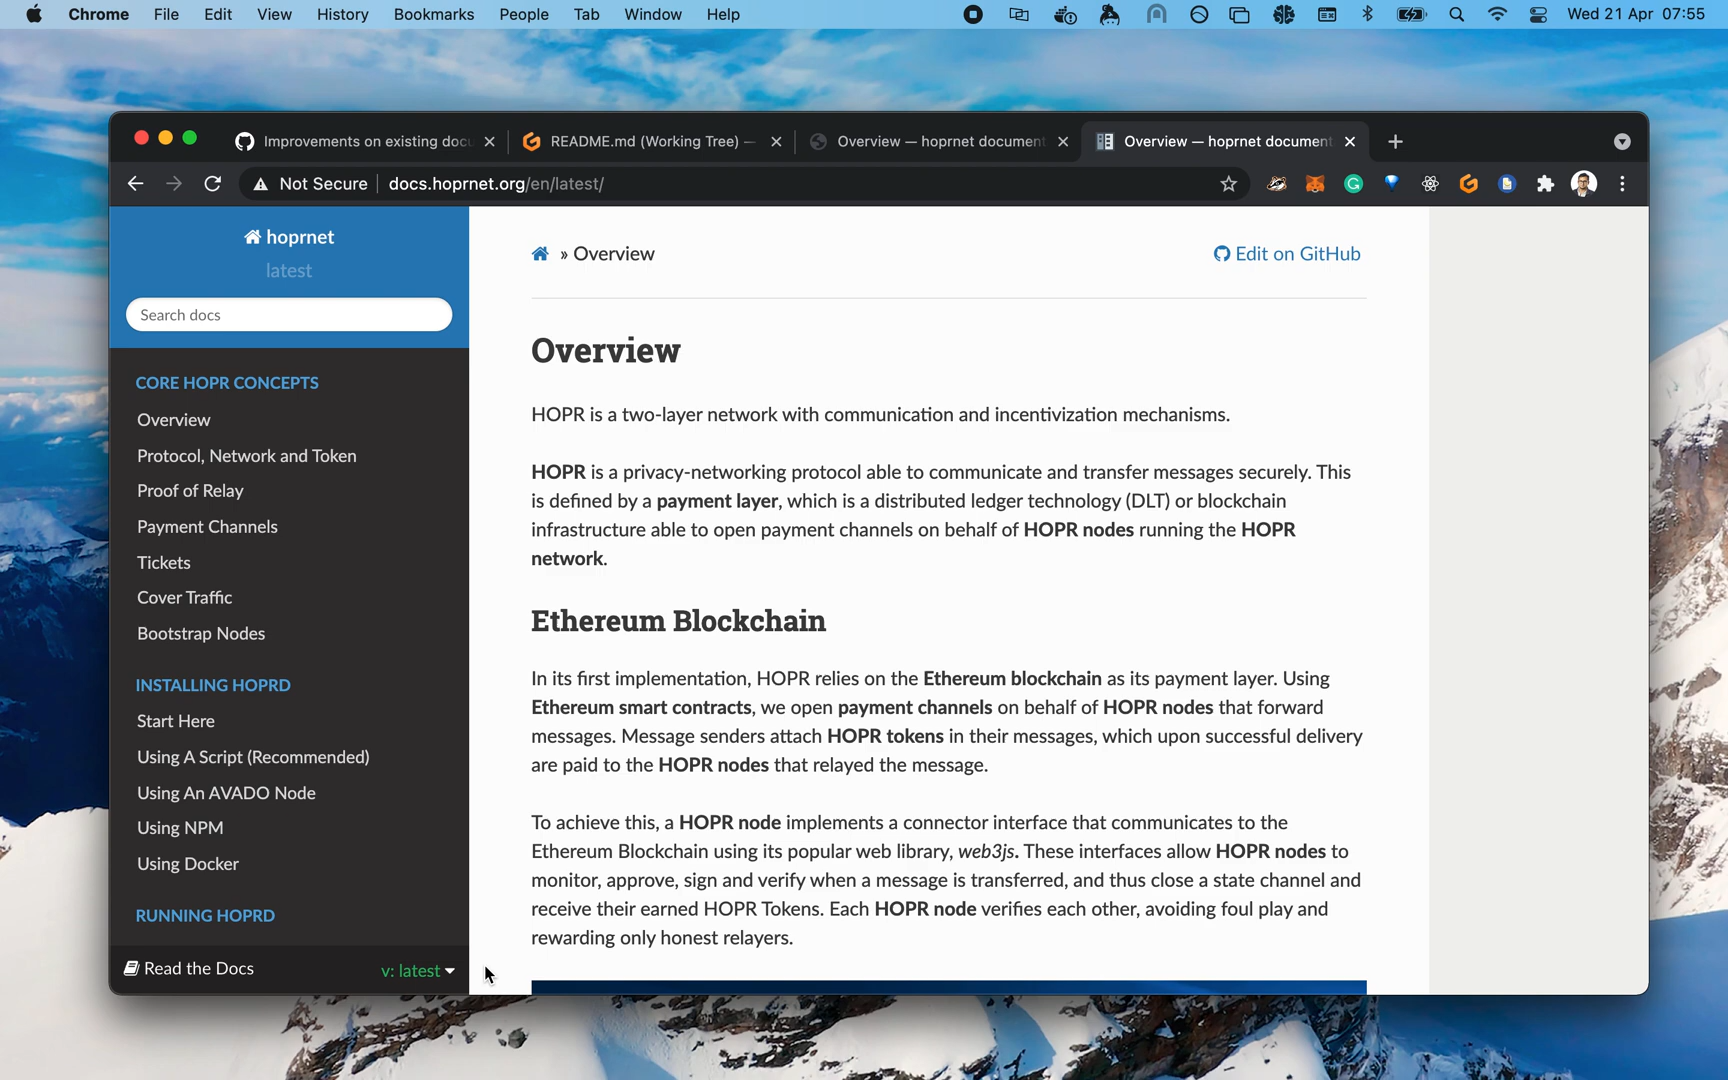 Chrome File Edit View History Bookmarks People Tab Window Help Wed 21 Apr 07:55
Improvements on existing docu README.md (Working Tree) — Overview — hoprnet document Overview — hoprnet document
Not Secure docs.hoprnet.org/en/latest/
hoprnet
latest
Search docs
CORE HOPR CONCEPTS
Overview
Protocol, Network and Token
Proof of Relay
Payment Channels
Tickets
Cover Traffic
Bootstrap Nodes
INSTALLING HOPRD
Start Here
Using A Script (Recommended)
Using An AVADO Node
Using NPM
Using Docker
RUNNING HOPRD
Read the Docs v: latest
» Overview Edit on GitHub
Overview
HOPR is a two-layer network with communication and incentivization mechanisms.
HOPR is a privacy-networking protocol able to communicate and transfer messages securely. This
is defined by a payment layer, which is a distributed ledger technology (DLT) or blockchain
infrastructure able to open payment channels on behalf of HOPR nodes running the HOPR
network.
Ethereum Blockchain
In its first implementation, HOPR relies on the Ethereum blockchain as its payment layer. Using
Ethereum smart contracts, we open payment channels on behalf of HOPR nodes that forward
messages. Message senders attach HOPR tokens in their messages, which upon successful delivery
are paid to the HOPR nodes that relayed the message.
To achieve this, a HOPR node implements a connector interface that communicates to the
Ethereum Blockchain using its popular web library, web3js. These interfaces allow HOPR nodes to
monitor, approve, sign and verify when a message is transferred, and thus close a state channel and
receive their earned HOPR Tokens. Each HOPR node verifies each other, avoiding foul play and
rewarding only honest relayers.